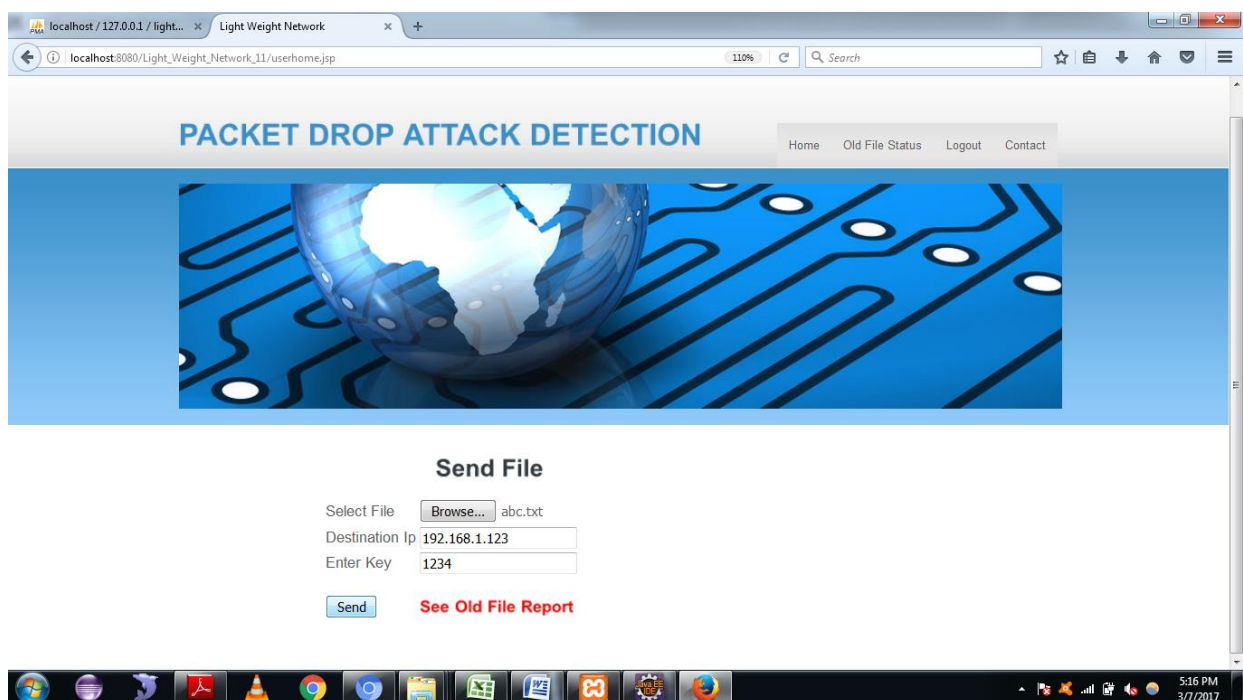 localhost / 127.0.0.1 / light...
Light Weight Network
localhost:8080/Light_Weight_Network_11/userhome.jsp
110%
Search
PACKET DROP ATTACK DETECTION
Home Old File Status Logout Contact
Send File
Select File Browse... abc.txt
Destination Ip 192.168.1.123
Enter Key 1234
Send See Old File Report
5:16 PM
3/7/2017